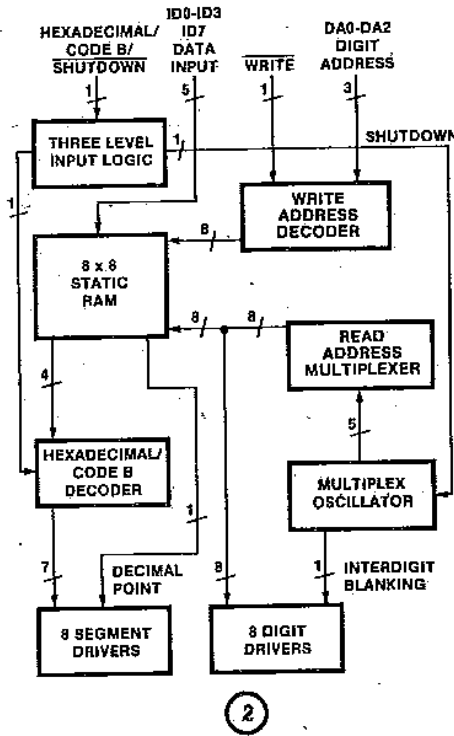 HEXADECIMAL/
CODE B/
SHUTDOWN
ID0-ID3
ID7
DATA
INPUT
WRITE
DA0-DA2
DIGIT
ADDRESS
1
5
1
3
THREE LEVEL
INPUT LOGIC
1
SHUTDOWN
1
WRITE
ADDRESS
DECODER
8
8 x 8
STATIC
RAM
8
8
READ
ADDRESS
MULTIPLEXER
4
5
HEXADECIMAL/
CODE B
DECODER
MULTIPLEX
OSCILLATOR
1
7
DECIMAL
POINT
8
1
INTERDIGIT
BLANKING
8 SEGMENT
DRIVERS
8 DIGIT
DRIVERS
2